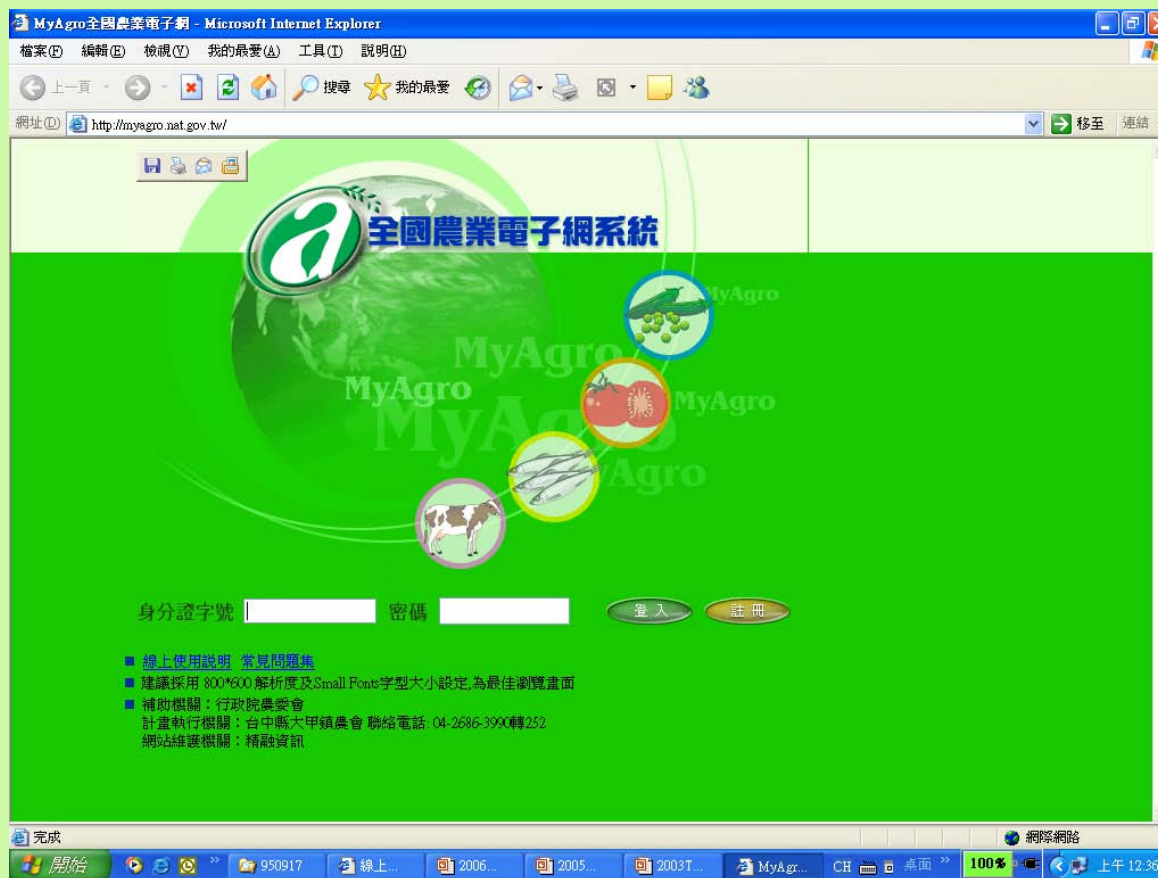 MyAgro全國農業電子網 - Microsoft Internet Explorer
檔案(F) 編輯(E) 檢視(V) 我的最愛(A) 工具(T) 說明(H)
上一頁 搜尋 我的最愛
網址(D) http://myagro.nat.gov.tw/ 移至 連結
a 全國農業電子網系統
MyAgro
MyAgro
MyAgro
MyAgro
MyAgro
MyAgro
身分證字號 密碼 登入 註冊
線上使用說明 常見問題集
建議採用 800*600 解析度及Small Fonts字型大小設定,為最佳瀏覽畫面
補助機關：行政院農委會
計畫執行機關：台中縣大甲鎮農會 聯絡電話: 04-2686-3990轉252
網站維護機關：精融資訊
完成 網際網路
開始 950917 線上... 2006... 2005... 2003T... MyAgr... CH 桌面 100% 上午 12:36